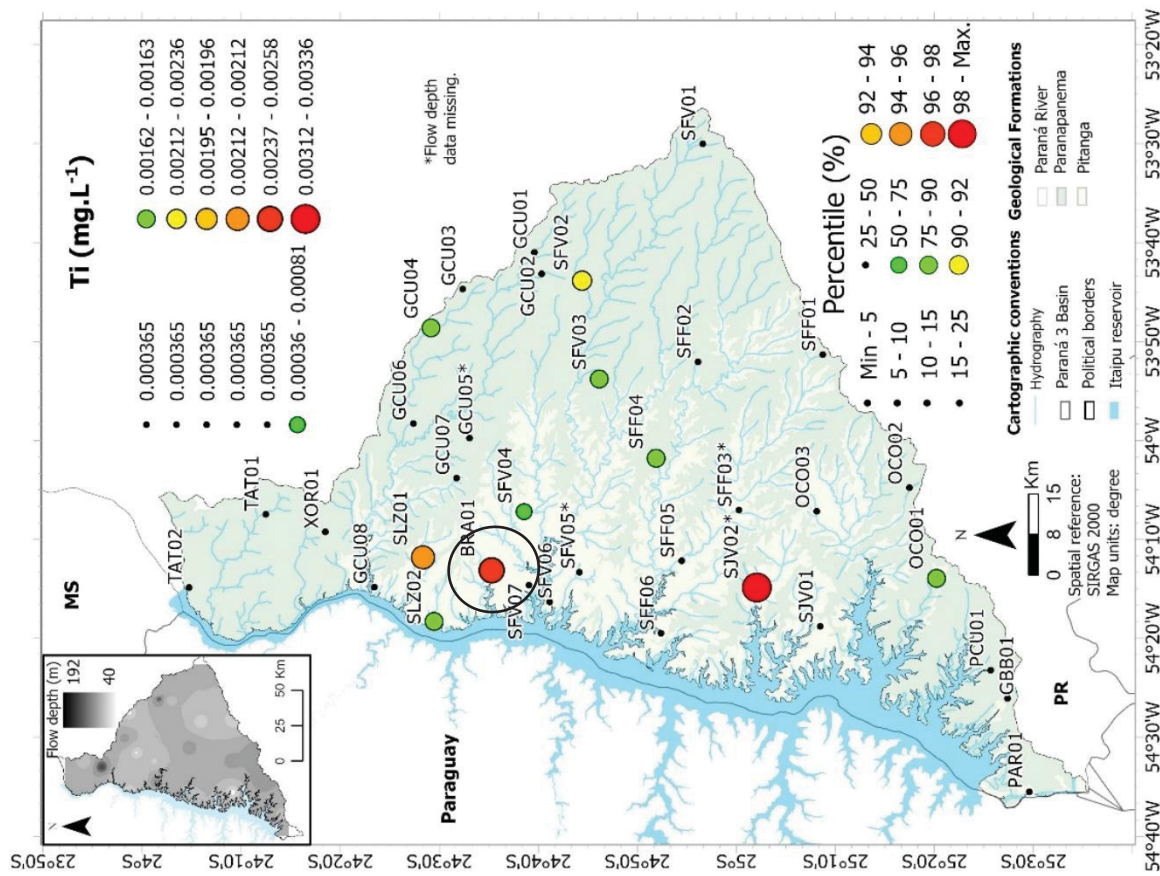 Ti (mg.L⁻¹)
0.000365
0.000365
0.000365
0.000365
0.000365
0.00036 - 0.00081
0.00162 - 0.00163
0.00212 - 0.00236
0.00195 - 0.00196
0.00212 - 0.00212
0.00237 - 0.00258
0.00312 - 0.00336
*Flow depth
data missing.
Flow depth (m)
192
40
N
0 25 50 Km
MS
Paraguay
PR
TAT02
TAT01
XOR01
GCU08
SLZ01
SLZ02
BRA01
GCU07
GCU06
GCU05*
GCU04
GCU03
GCU01
GCU02
SFV02
SFV01
SFV03
SFV04
SFV05*
SFV06
SFV07
SFF04
SFF02
SFF01
SFF05
SFF06
SFF03*
SJV02*
SJV01
OCO03
OCO02
OCO01
PCU01
GBB01
PAR01
Percentile (%)
Min - 5
5 - 10
10 - 15
15 - 25
25 - 50
50 - 75
75 - 90
90 - 92
92 - 94
94 - 96
96 - 98
98 - Max.
N
0 8 15 Km
Spatial reference:
SIRGAS 2000
Map units: degree
Cartographic conventions
Hydrography
Paraná 3 Basin
Political borders
Itaipu reservoir
Geological Formations
Paraná River
Paranapanema
Pitanga
23°50'S
24°S
24°10'S
24°20'S
24°30'S
24°40'S
24°50'S
25°S
25°10'S
25°20'S
25°30'S
54°40'W
54°30'W
54°20'W
54°10'W
54°W
53°50'W
53°40'W
53°30'W
53°20'W